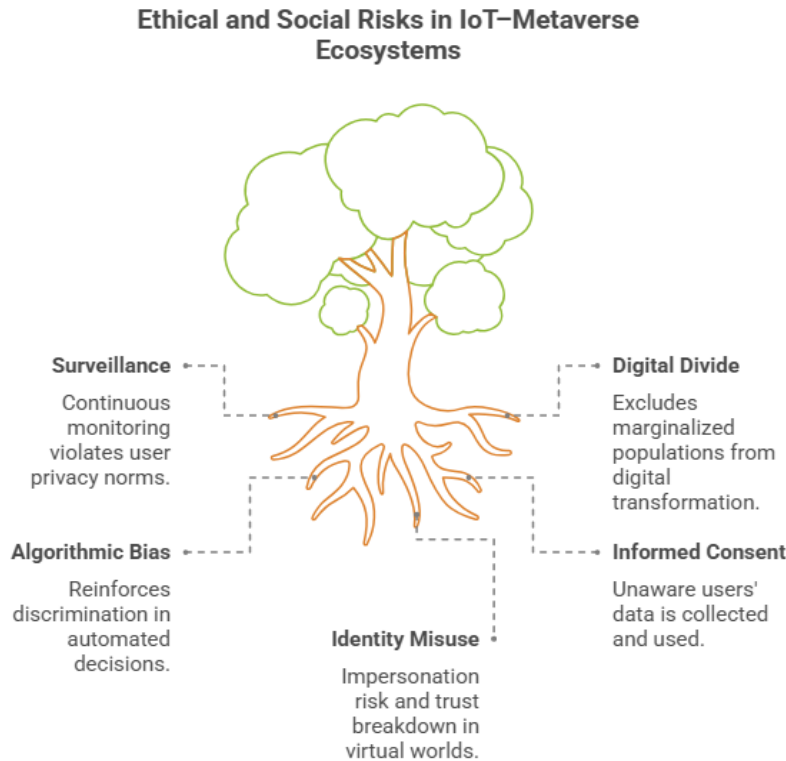 Ethical and Social Risks in IoT–Metaverse
Ecosystems
Surveillance
Continuous
monitoring
violates user
privacy norms.
Digital Divide
Excludes
marginalized
populations from
digital
transformation.
Algorithmic Bias
Reinforces
discrimination in
automated
decisions.
Informed Consent
Unaware users'
data is collected
and used.
Identity Misuse
Impersonation
risk and trust
breakdown in
virtual worlds.